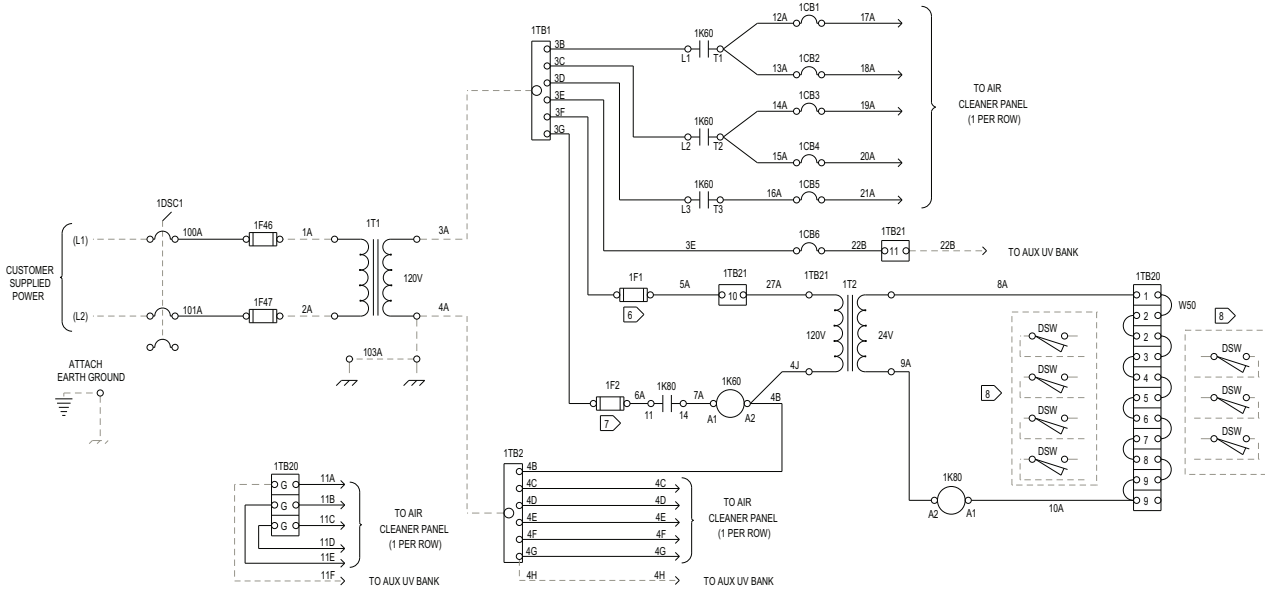 12A 1CB1 17A
1TB1
3B
1K60
L1 T1
3C
13A 1CB2 18A
3D
TO AIR
CLEANER PANEL
(1 PER ROW)
3E
14A 1CB3 19A
3F
1K60
3G
L2 T2
15A 1CB4 20A
1K60
16A 1CB5 21A
L3 T3
1DSC1
1F46
1T1
3A
(L1) 100A 1A
3E
1CB6
22B
1TB21
11
22B
TO AUX UV BANK
CUSTOMER
SUPPLIED
POWER
120V
1F1
5A
1TB21
10
27A
1TB21
1T2
8A
1TB20
6
1F47
4A
(L2) 101A 2A
120V
24V
W50
1
2
2
3
4
5
6
7
8
9
9
8
DSW
DSW
DSW
DSW
8
DSW
DSW
DSW
103A
ATTACH
EARTH GROUND
4J
9A
1F2
6A
1K80
7A
1K60
4B
7
11 14
A1 A2
1K80
A2 A1
10A
1TB2
4B
4C 4C
4D 4D
4E 4E
4F 4F
4G 4G
4H 4H
TO AIR
CLEANER PANEL
(1 PER ROW)
TO AUX UV BANK
1TB20
G 11A
G 11B
G 11C
11D
11E
11F
TO AIR
CLEANER PANEL
(1 PER ROW)
TO AUX UV BANK